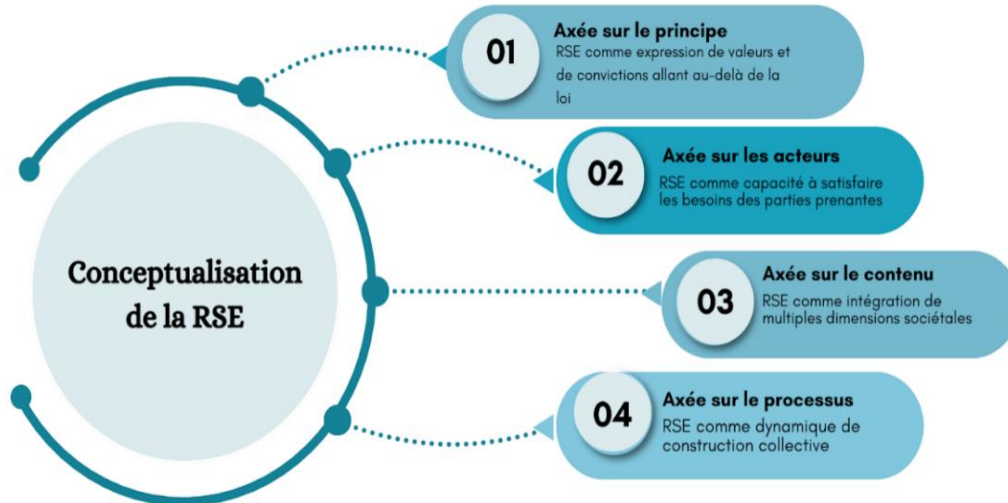 Conceptualisation
de la RSE
01
Axée sur le principe
RSE comme expression de valeurs et
de convictions allant au-delà de la
loi
02
Axée sur les acteurs
RSE comme capacité à satisfaire
les besoins des parties prenantes
03
Axée sur le contenu
RSE comme intégration de
multiples dimensions sociétales
04
Axée sur le processus
RSE comme dynamique de
construction collective